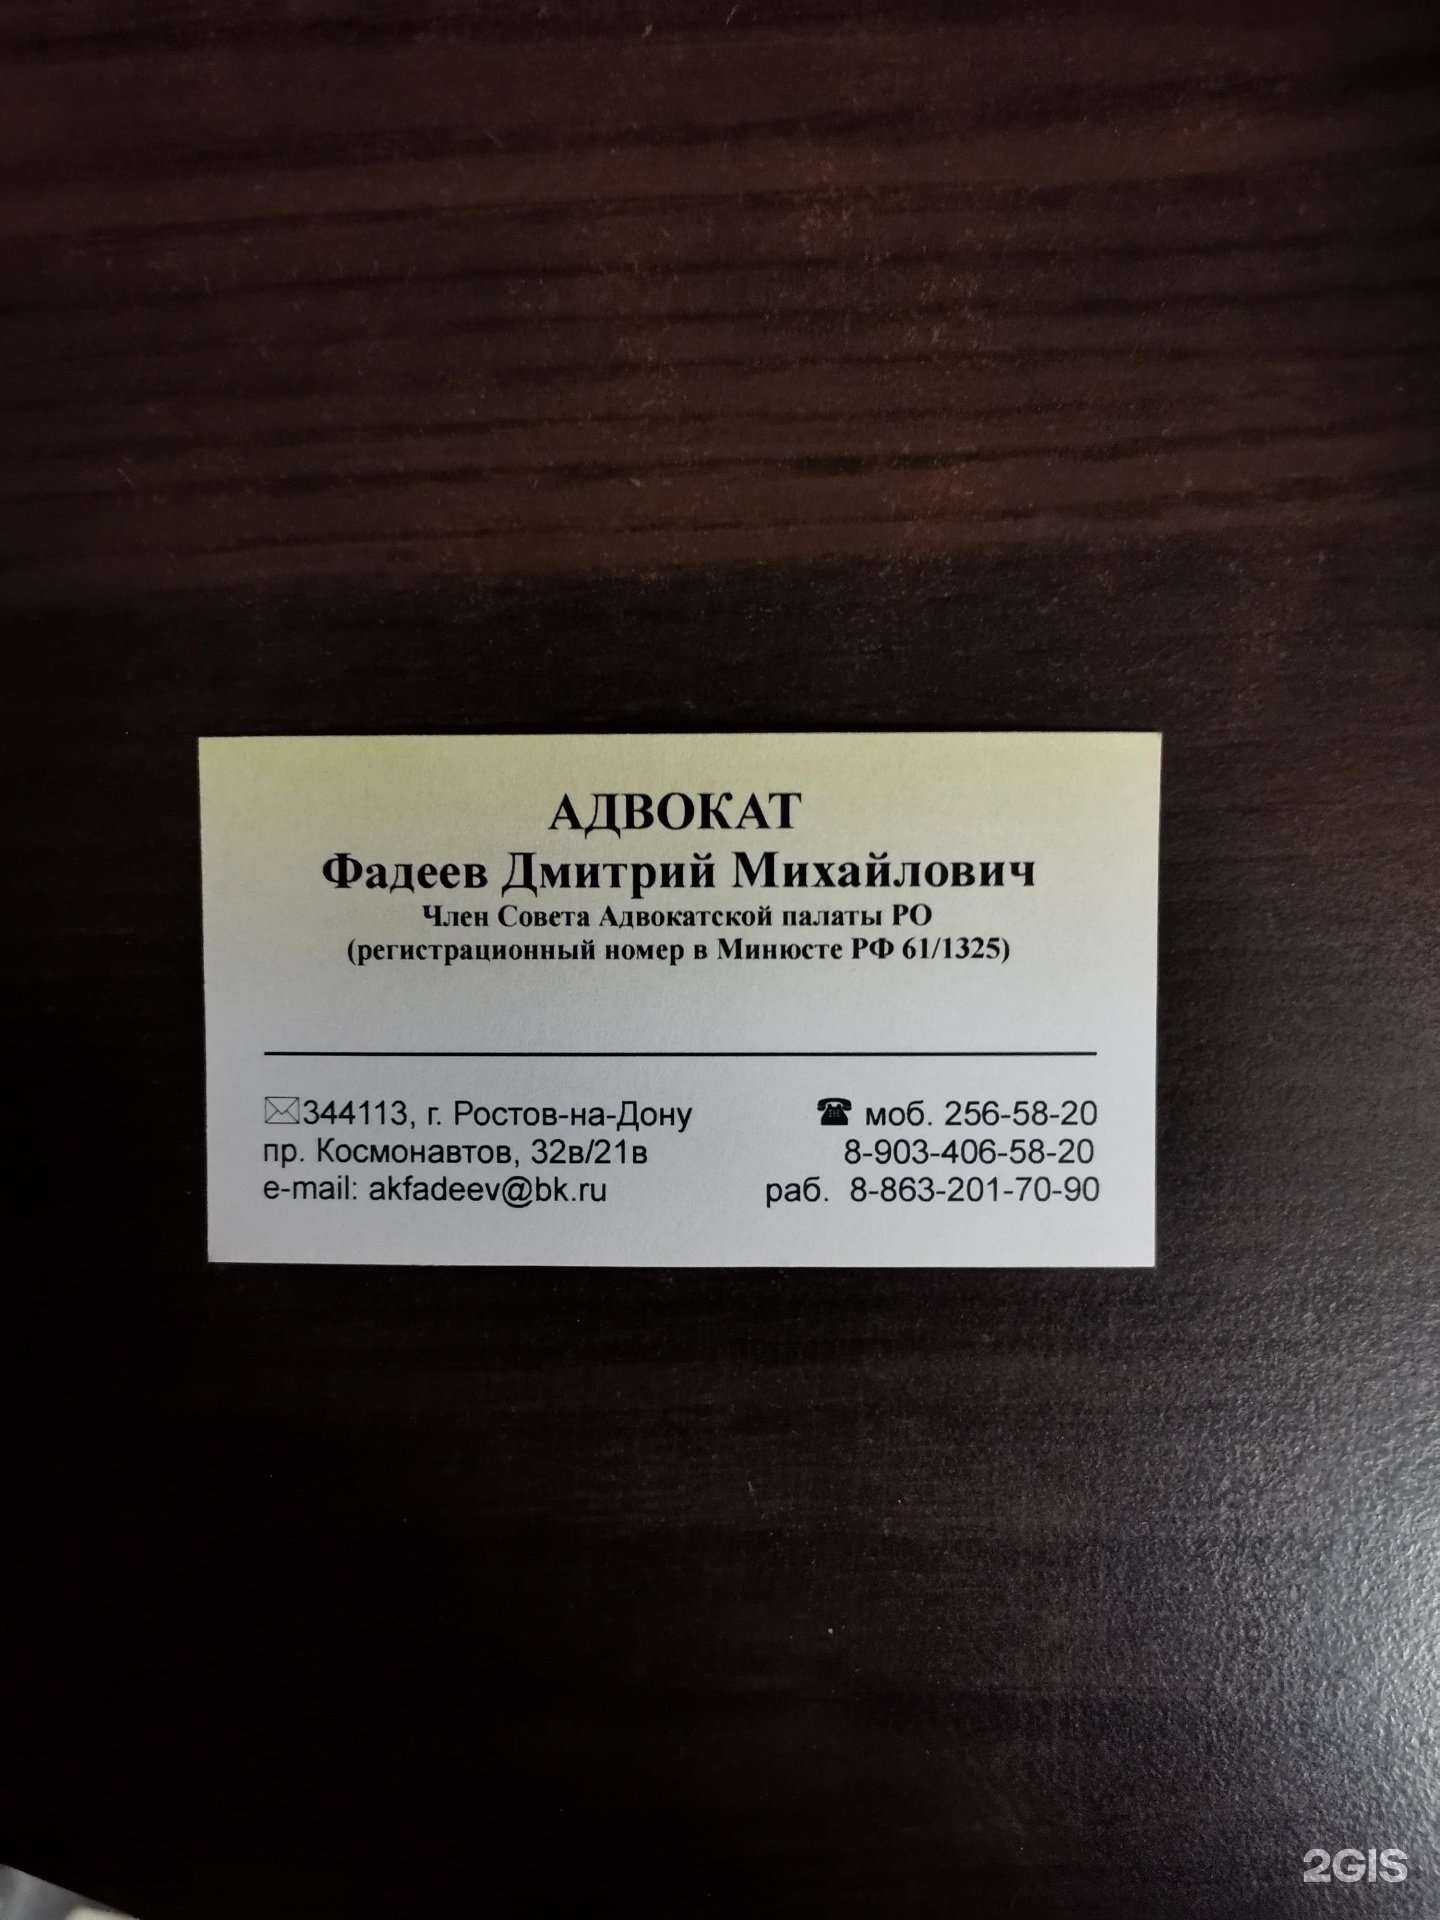 АДВОКАТ
Фадеев Дмитрий Михайлович
Член Совета Адвокатской палаты РО
(регистрационный номер в Минюсте РФ 61/1325)
344113, г. Ростов-на-Дону
пр. Космонавтов, 32в/21в
e-mail: akfadeev@bk.ru
моб. 256-58-20
8-903-406-58-20
раб. 8-863-201-70-90
2GIS